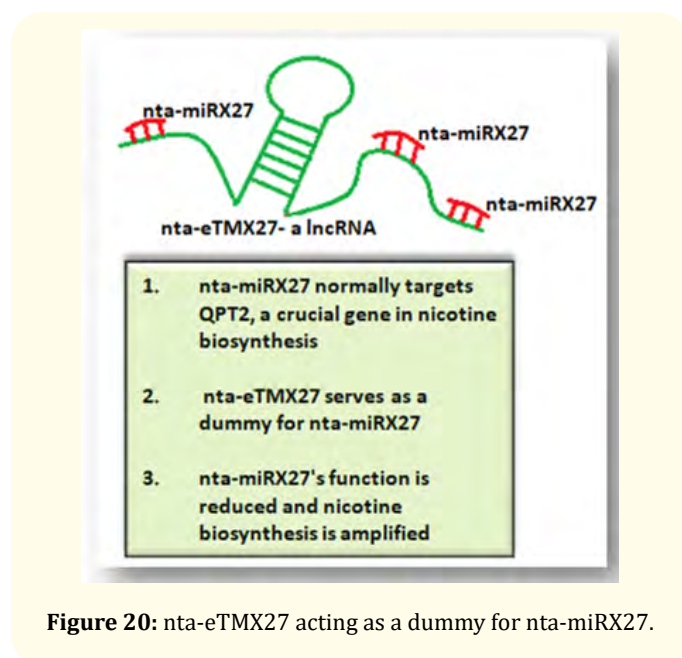 nta-miRX27
nta-miRX27
nta-miRX27
nta-eTMX27- a lncRNA
1. nta-miRX27 normally targets
QPT2, a crucial gene in nicotine
biosynthesis
2. nta-eTMX27 serves as a
dummy for nta-miRX27
3. nta-miRX27's function is
reduced and nicotine
biosynthesis is amplified
Figure 20: nta-eTMX27 acting as a dummy for nta-miRX27.